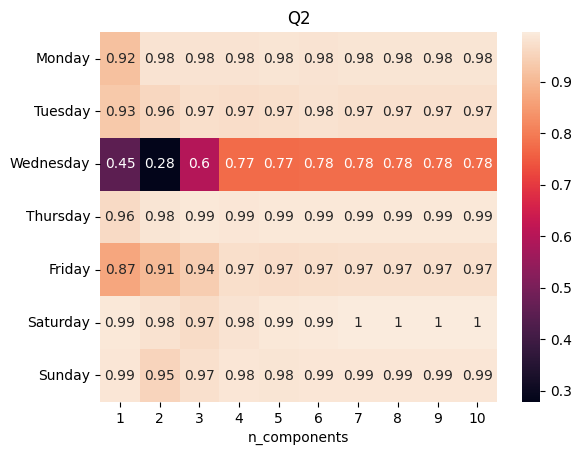 Q2
Monday 0.92 0.98 0.98 0.98 0.98 0.98 0.98 0.98 0.98 0.98
Tuesday 0.93 0.96 0.97 0.97 0.97 0.98 0.97 0.97 0.97 0.97
Wednesday 0.45 0.28 0.6 0.77 0.77 0.78 0.78 0.78 0.78 0.78
Thursday 0.96 0.98 0.99 0.99 0.99 0.99 0.99 0.99 0.99 0.99
Friday 0.87 0.91 0.94 0.97 0.97 0.97 0.97 0.97 0.97 0.97
Saturday 0.99 0.98 0.97 0.98 0.99 0.99 1 1 1 1
Sunday 0.99 0.95 0.97 0.98 0.98 0.99 0.99 0.99 0.99 0.99
1 2 3 4 5 6 7 8 9 10
n_components
0.9
0.8
0.7
0.6
0.5
0.4
0.3